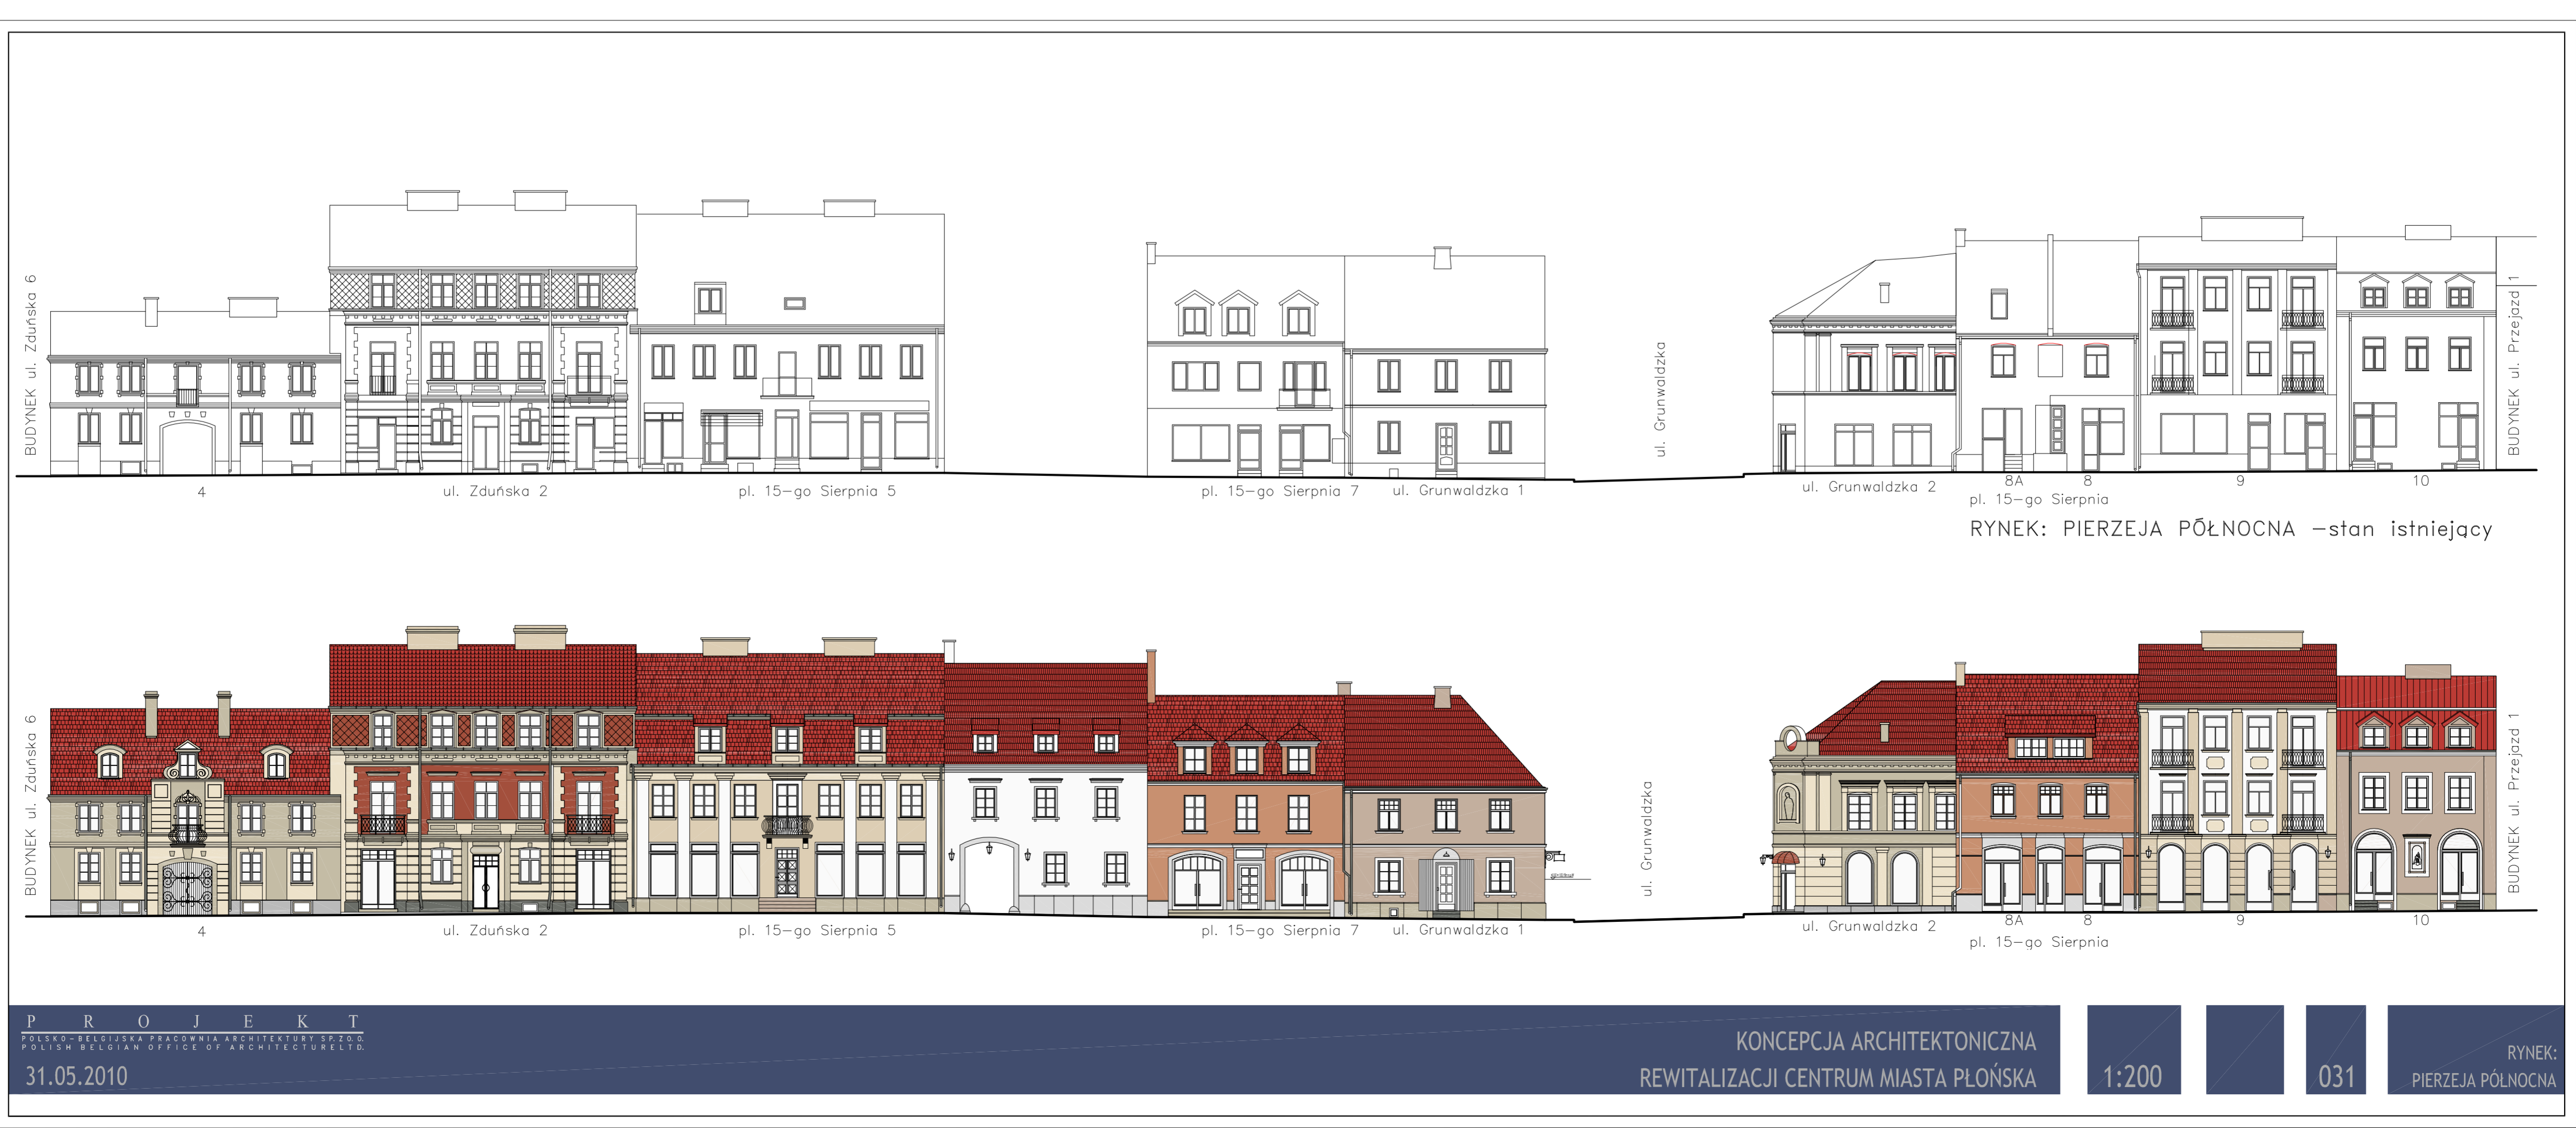 BUDYNEK ul. Zduńska 6
ul. Grunwaldzka
BUDYNEK ul. Przejazd 1
4
ul. Zduńska 2
pl. 15-go Sierpnia 5
pl. 15-go Sierpnia 7
ul. Grunwaldzka 1
ul. Grunwaldzka 2
8A
8
9
10
pl. 15-go Sierpnia
RYNEK: PIERZEJA PÓŁNOCNA -stan istniejący
BUDYNEK ul. Zduńska 6
ul. Grunwaldzka
BUDYNEK ul. Przejazd 1
4
ul. Zduńska 2
pl. 15-go Sierpnia 5
pl. 15-go Sierpnia 7
ul. Grunwaldzka 1
ul. Grunwaldzka 2
8A
8
9
10
pl. 15-go Sierpnia
PROJEKT
POLSKO-BELGIJSKA PRACOWNIA ARCHITEKTURY SP.ZO.O.
POLISH BELGIAN OFFICE OF ARCHITECTURELTD.
31.05.2010
KONCEPCJA ARCHITEKTONICZNA
REWITALIZACJI CENTRUM MIASTA PŁOŃSKA
1:200
031
RYNEK:
PIERZEJA PÓŁNOCNA